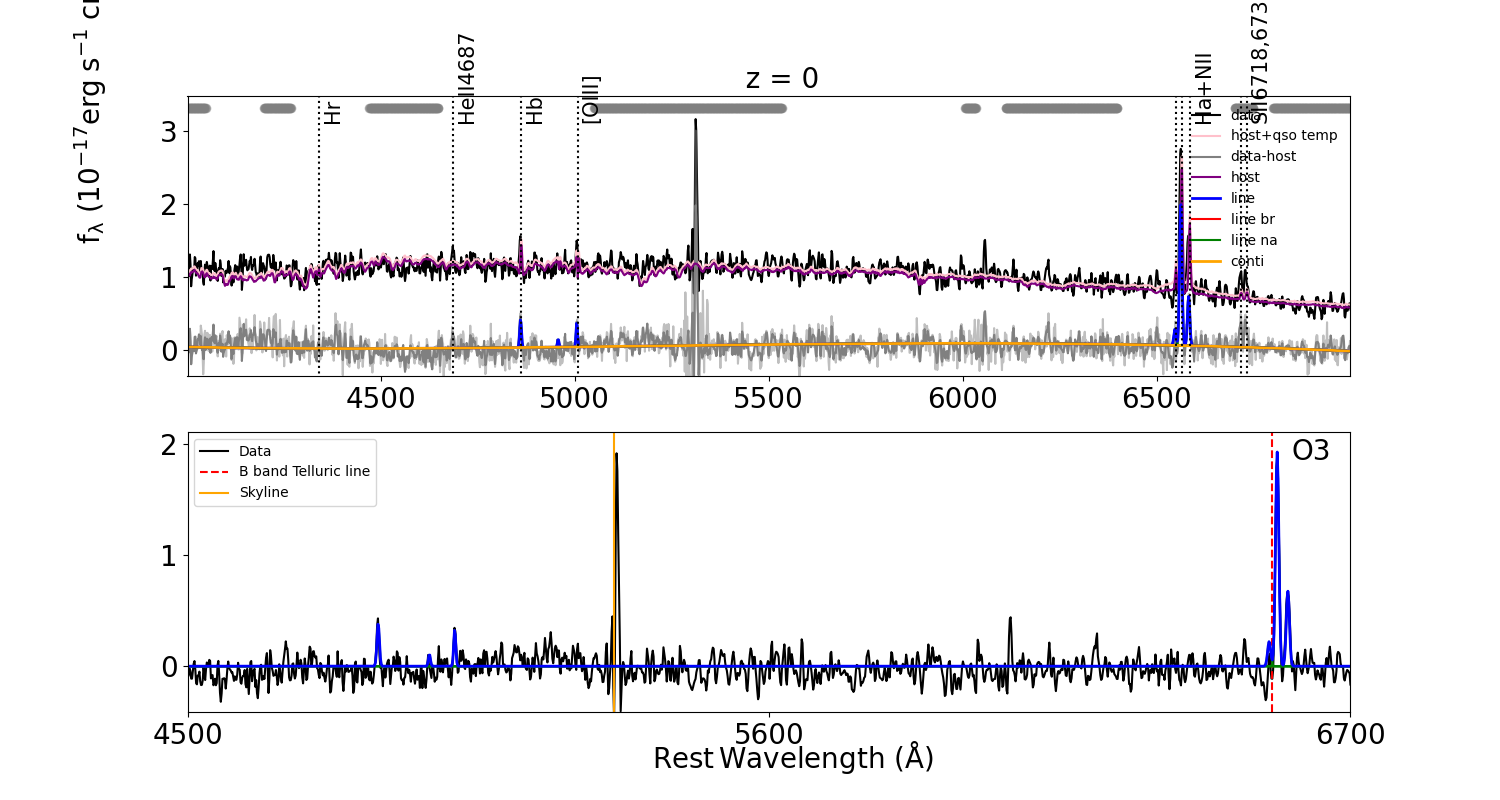 z = 0
Hr
HeII4687
Hb
[OIII]
Ha+NII
SII6718,673
f_λ (10^−17 erg s^−1 c
3
2
1
0
data
host+qso temp
data-host
host
line
line br
line na
conti
4500
5000
5500
6000
6500
2
1
0
Data
B band Telluric line
Skyline
O3
4500
5600
6700
Rest Wavelength (Å)